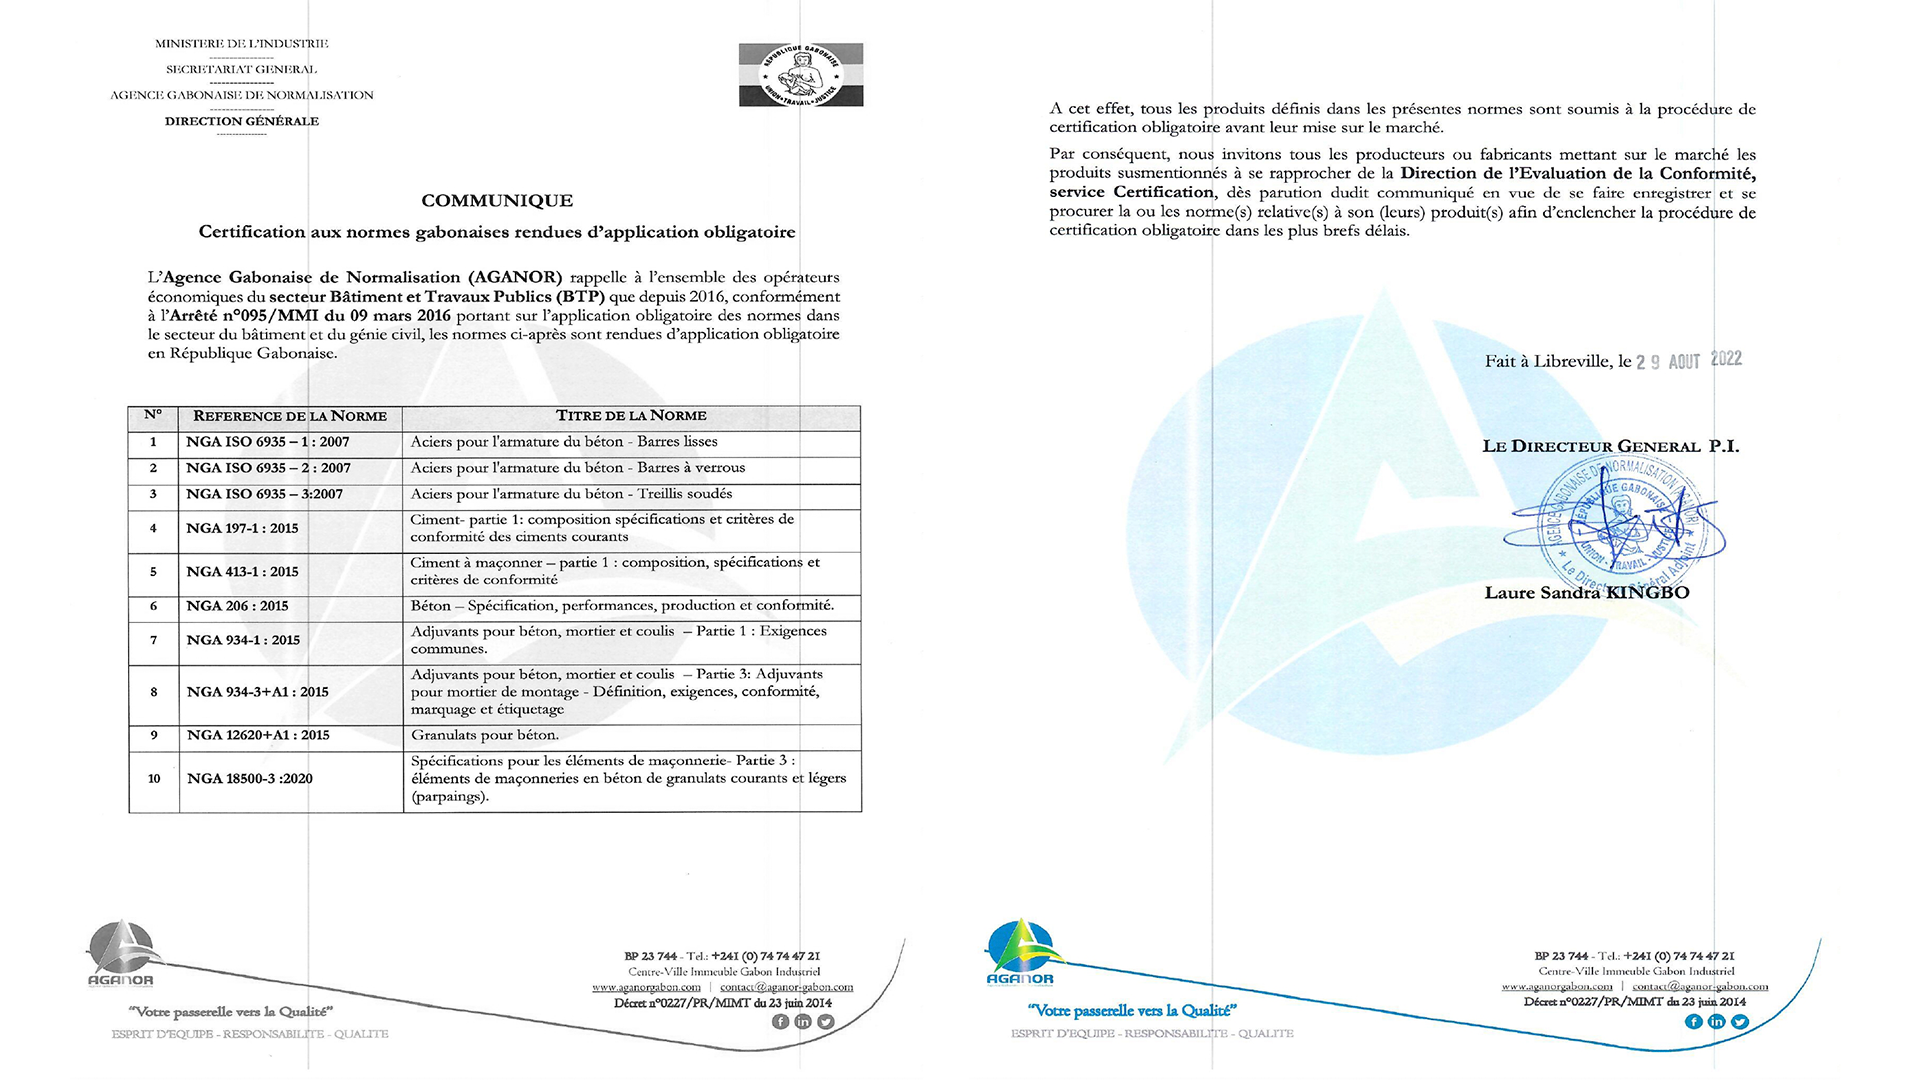 MINISTERE DE L'INDUSTRIE
----------------
SECRETARIAT GENERAL
----------------
AGENCE GABONAISE DE NORMALISATION
----------------
DIRECTION GÉNÉRALE
----------------
REPUBLIQUE GABONAISE
UNION • TRAVAIL • JUSTICE
COMMUNIQUE
Certification aux normes gabonaises rendues d'application obligatoire
L'Agence Gabonaise de Normalisation (AGANOR) rappelle à l'ensemble des opérateurs
économiques du secteur Bâtiment et Travaux Publics (BTP) que depuis 2016, conformément
à l'Arrêté n°095/MMI du 09 mars 2016 portant sur l'application obligatoire des normes dans
le secteur du bâtiment et du génie civil, les normes ci-après sont rendues d'application obligatoire
en République Gabonaise.
N° REFERENCE DE LA NORME TITRE DE LA NORME
1 NGA ISO 6935 – 1 : 2007 Aciers pour l'armature du béton - Barres lisses
2 NGA ISO 6935 – 2 : 2007 Aciers pour l'armature du béton - Barres à verrous
3 NGA ISO 6935 – 3:2007 Aciers pour l'armature du béton - Treillis soudés
4 NGA 197-1 : 2015 Ciment- partie 1: composition spécifications et critères de
conformité des ciments courants
5 NGA 413-1 : 2015 Ciment à maçonner – partie 1 : composition, spécifications et
critères de conformité
6 NGA 206 : 2015 Béton – Spécification, performances, production et conformité.
7 NGA 934-1 : 2015 Adjuvants pour béton, mortier et coulis – Partie 1 : Exigences
communes.
8 NGA 934-3+A1 : 2015 Adjuvants pour béton, mortier et coulis – Partie 3: Adjuvants
pour mortier de montage - Définition, exigences, conformité,
marquage et étiquetage
9 NGA 12620+A1 : 2015 Granulats pour béton.
10 NGA 18500-3 :2020 Spécifications pour les éléments de maçonnerie- Partie 3 :
éléments de maçonneries en béton de granulats courants et légers
(parpaings).
AGANOR
"Votre passerelle vers la Qualité"
ESPRIT D'EQUIPE - RESPONSABILITE - QUALITE
BP 23 744 - Tel.: +241 (0) 74 74 47 21
Centre-Ville Immeuble Gabon Industriel
www.aganorgabon.com | contact@aganor-gabon.com
Décret n°0227/PR/MIMT du 23 juin 2014
A cet effet, tous les produits définis dans les présentes normes sont soumis à la procédure de
certification obligatoire avant leur mise sur le marché.
Par conséquent, nous invitons tous les producteurs ou fabricants mettant sur le marché les
produits susmentionnés à se rapprocher de la Direction de l'Evaluation de la Conformité,
service Certification, dès parution dudit communiqué en vue de se faire enregistrer et se
procurer la ou les norme(s) relative(s) à son (leurs) produit(s) afin d'enclencher la procédure de
certification obligatoire dans les plus brefs délais.
Fait à Libreville, le 29 AOUT 2022
LE DIRECTEUR GENERAL P.I.
AGENCE GABONAISE DE NORMALISATION (AGANOR)
REPUBLIQUE GABONAISE
UNION - TRAVAIL - JUSTICE
Le Directeur Général Adjoint
Laure Sandra KINGBO
AGANOR
"Votre passerelle vers la Qualité"
ESPRIT D'EQUIPE - RESPONSABILITE - QUALITE
BP 23 744 - Tel.: +241 (0) 74 74 47 21
Centre-Ville Immeuble Gabon Industriel
www.aganorgabon.com | contact@aganor-gabon.com
Décret n°0227/PR/MIMT du 23 juin 2014